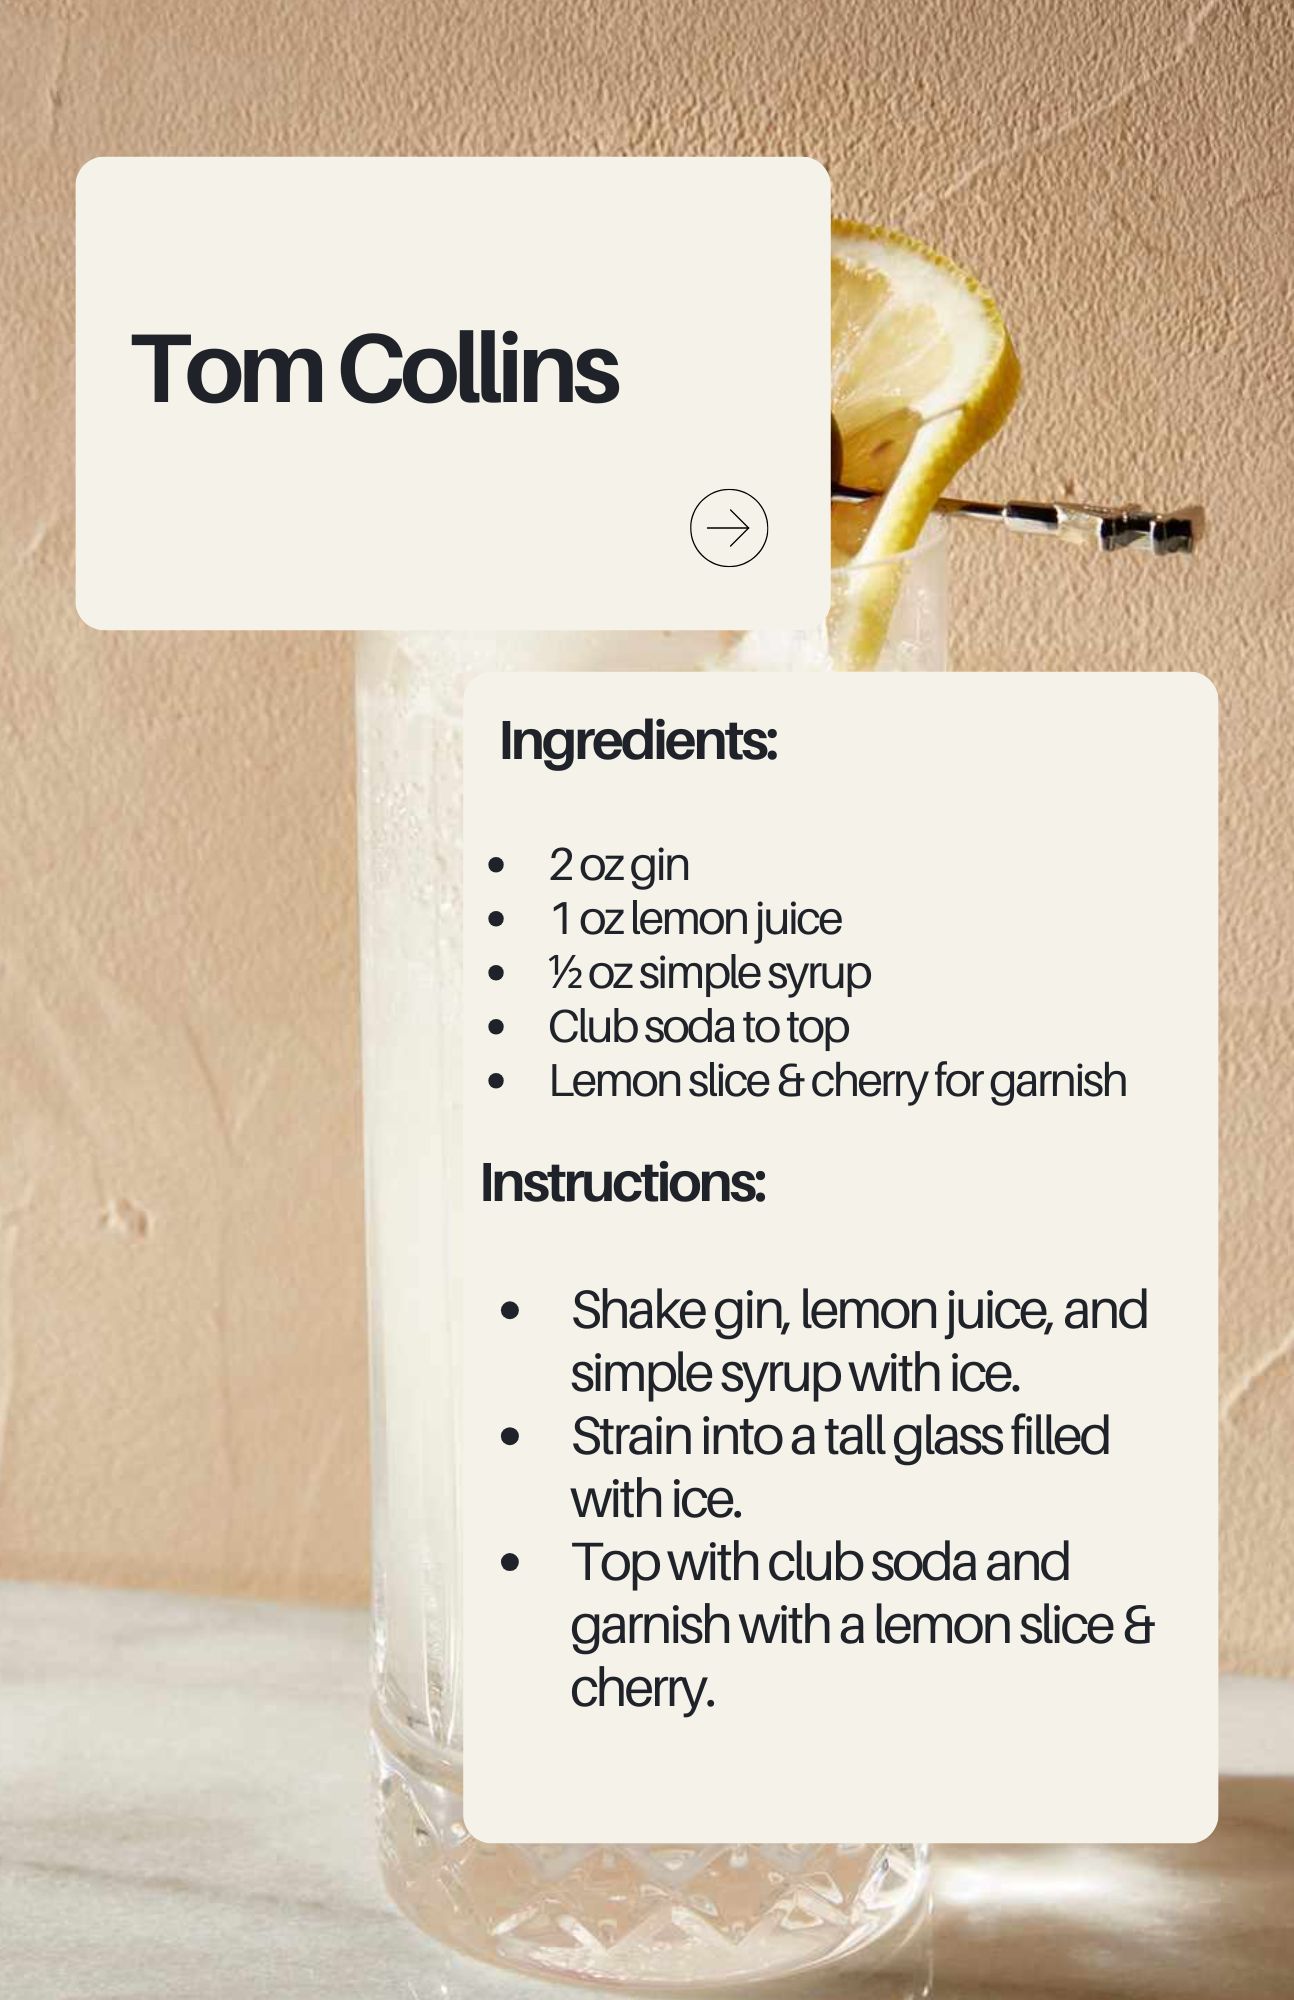 Tom Collins
Ingredients:
• 2 oz gin
• 1 oz lemon juice
• ½ oz simple syrup
• Club soda to top
• Lemon slice & cherry for garnish
Instructions:
• Shake gin, lemon juice, and
simple syrup with ice.
• Strain into a tall glass filled
with ice.
• Top with club soda and
garnish with a lemon slice &
cherry.